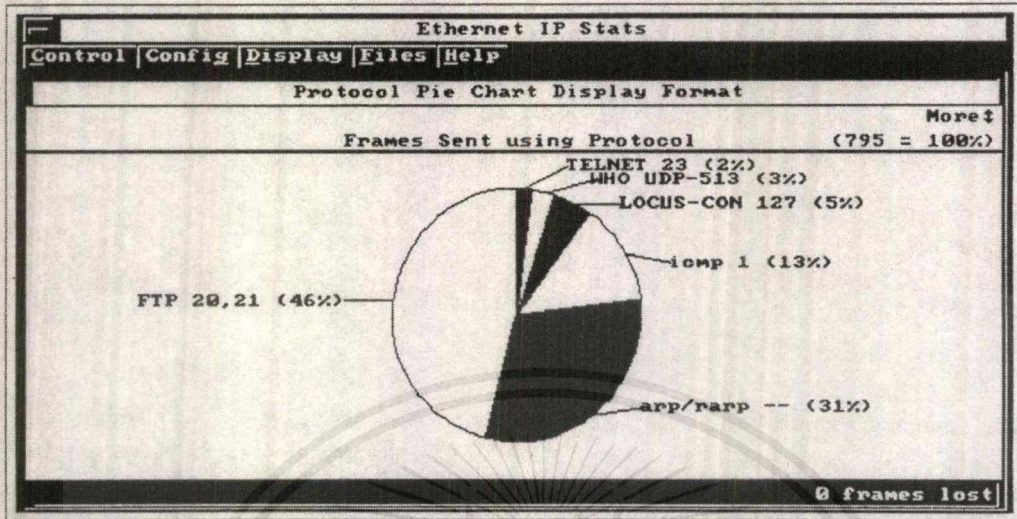 Ethernet IP Stats
Control Config Display Files Help
Protocol Pie Chart Display Format
More↕
Frames Sent using Protocol (795 = 100%)
TELNET 23 (2%)
WHO UDP-513 (3%)
LOCUS-CON 127 (5%)
icmp 1 (13%)
FTP 20,21 (46%)
arp/rarp -- (31%)
0 frames lost